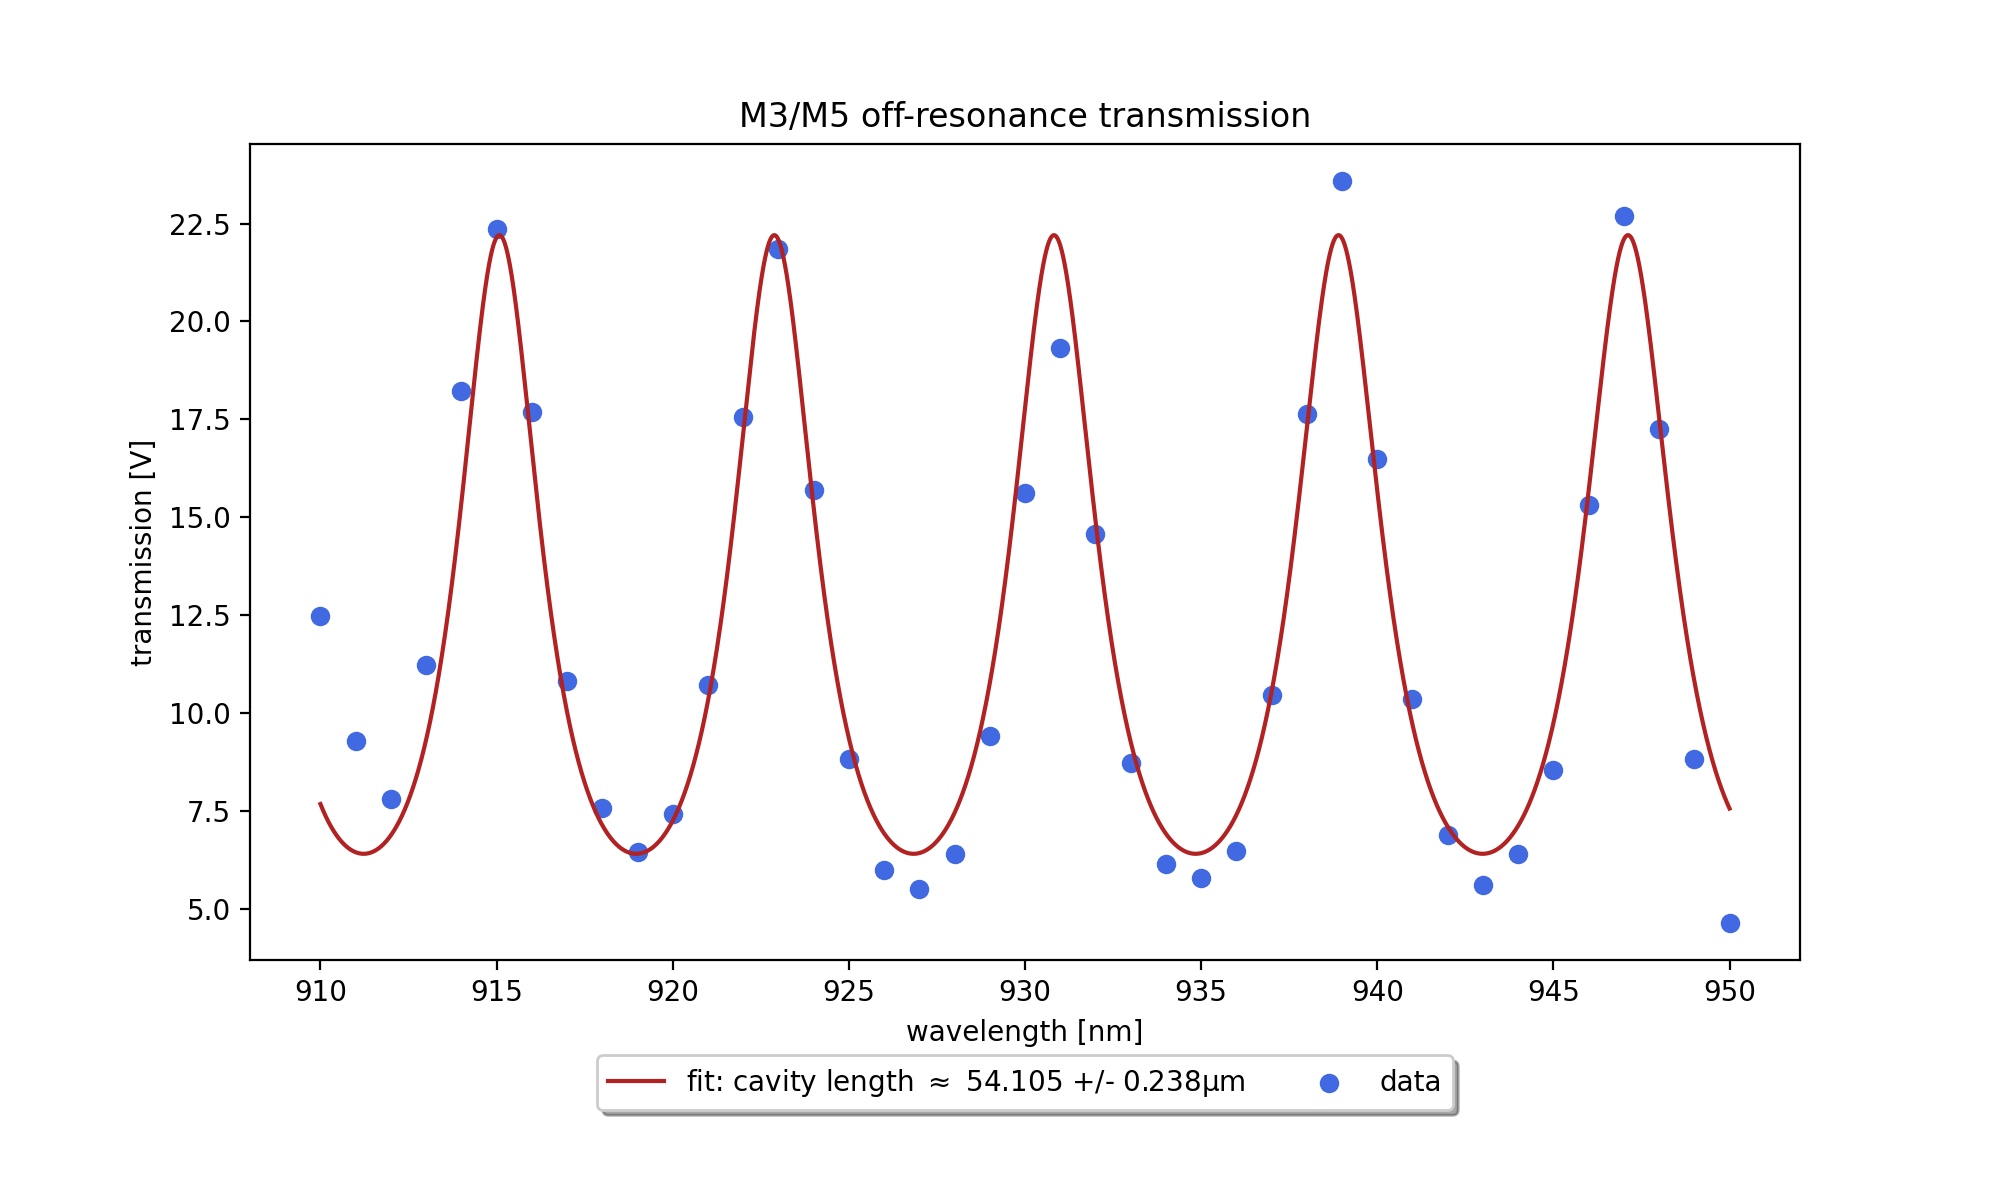 M3/M5 off-resonance transmission
22.5
20.0
17.5
15.0
12.5
10.0
7.5
5.0
transmission [V]
910 915 920 925 930 935 940 945 950
wavelength [nm]
fit: cavity length ≈ 54.105 +/- 0.238μm data